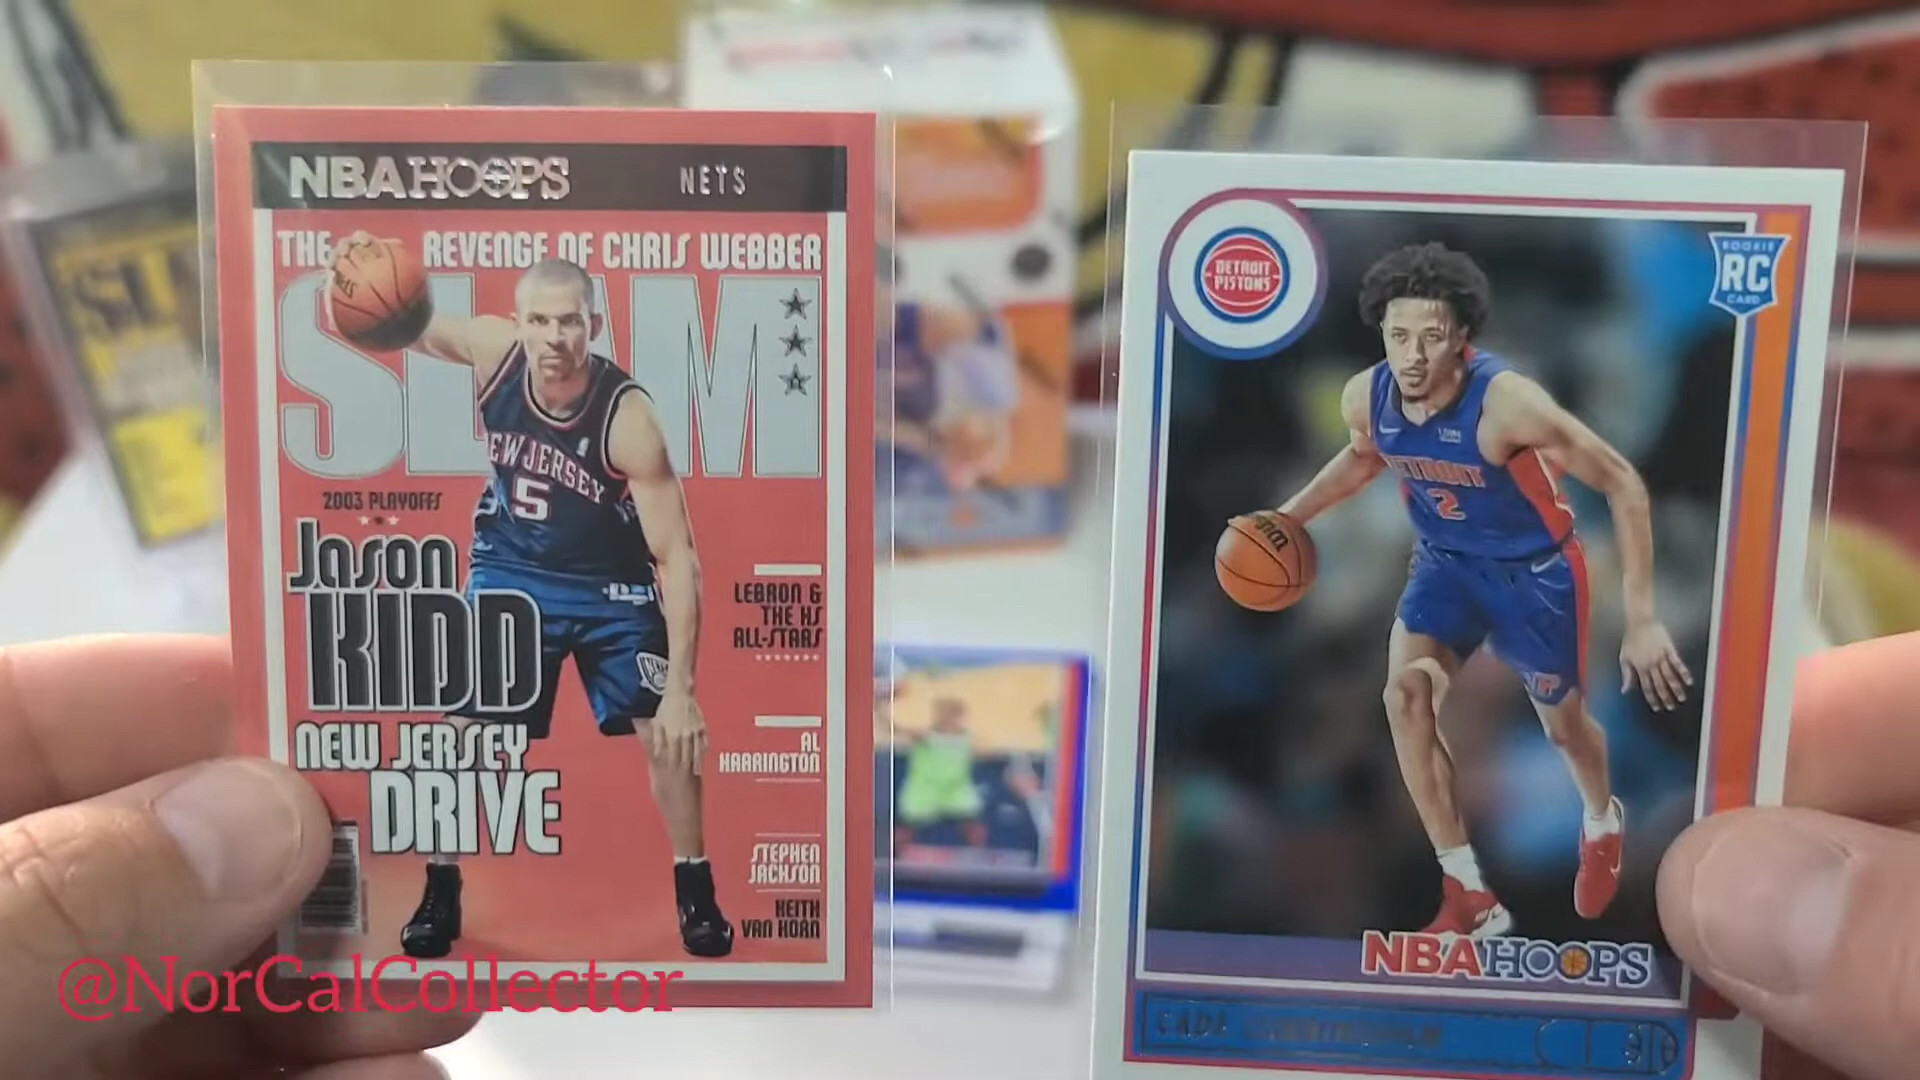 NBA HOOPS NETS
THE REVENGE OF CHRIS WEBBER
SLAM
2003 PLAYOFFS
Jason
KIDD
NEW JERSEY
DRIVE
NEW JERSEY
5
LEBRON &
THE HS
ALL-STARS
AL
HARRINGTON
STEPHEN
JACKSON
KEITH
VAN HORN
@NorCalCollector
DETROIT
PISTONS
ROOKIE
RC
CARD
DETROIT
2
NBA HOOPS
CADE CUNNINGHAM